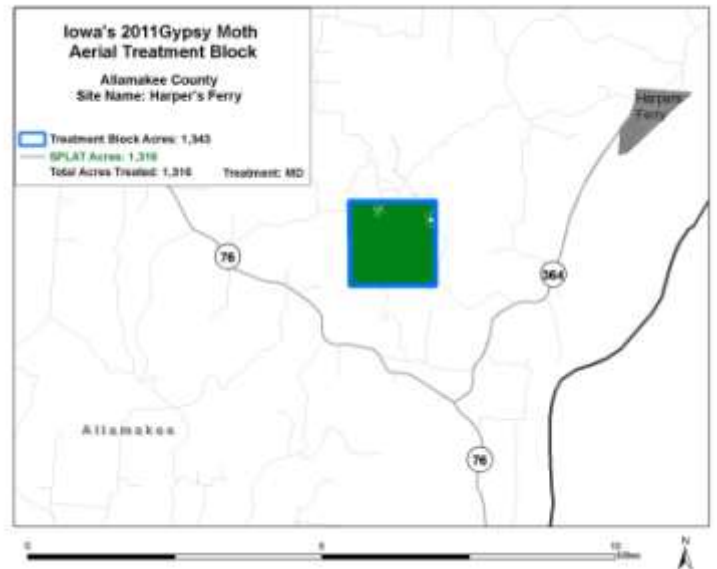 Iowa's 2011Gypsy Moth
Aerial Treatment Block
Allamakee County
Site Name: Harper's Ferry
Treatment Block Acres: 1,343
SPLAT Acres: 1,316
Total Acres Treated: 1,316 Treatment: MD
Harpers
Ferry
76
364
Allamakee
76
0 5 10
Miles
N